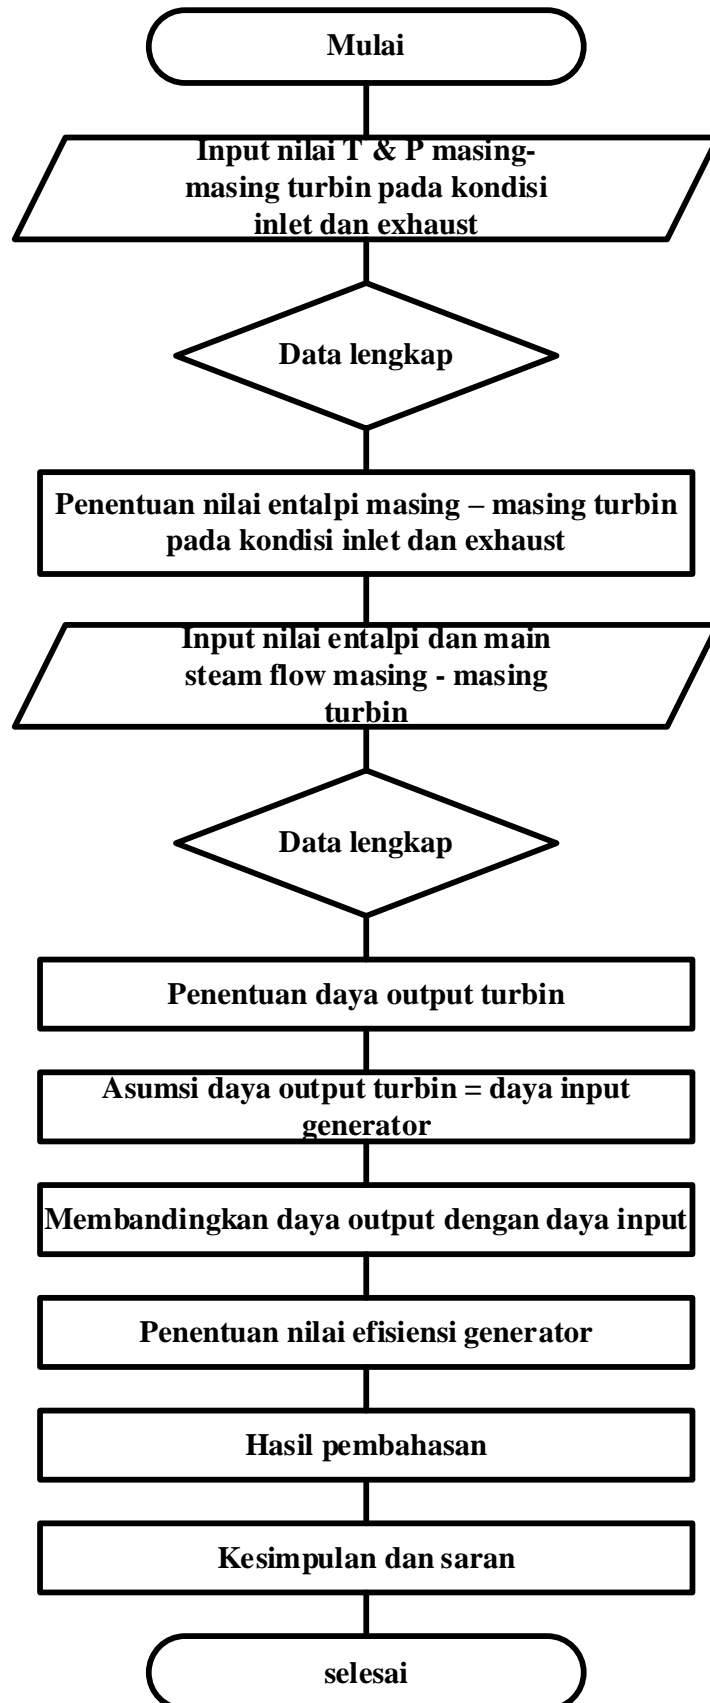 Mulai
Input nilai T & P masing-
masing turbin pada kondisi
inlet dan exhaust
Data lengkap
Penentuan nilai entalpi masing – masing turbin
pada kondisi inlet dan exhaust
Input nilai entalpi dan main
steam flow masing - masing
turbin
Data lengkap
Penentuan daya output turbin
Asumsi daya output turbin = daya input
generator
Membandingkan daya output dengan daya input
Penentuan nilai efisiensi generator
Hasil pembahasan
Kesimpulan dan saran
selesai